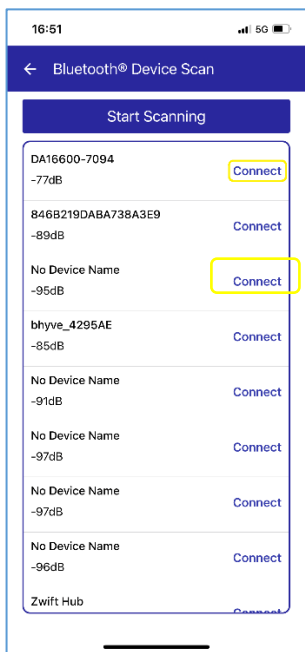 16:51 5G
← Bluetooth® Device Scan
Start Scanning
DA16600-7094
-77dB
Connect
846B219DABA738A3E9
-89dB
Connect
No Device Name
-95dB
Connect
bhyve_4295AE
-85dB
Connect
No Device Name
-91dB
Connect
No Device Name
-97dB
Connect
No Device Name
-97dB
Connect
No Device Name
-96dB
Connect
Zwift Hub
Connect